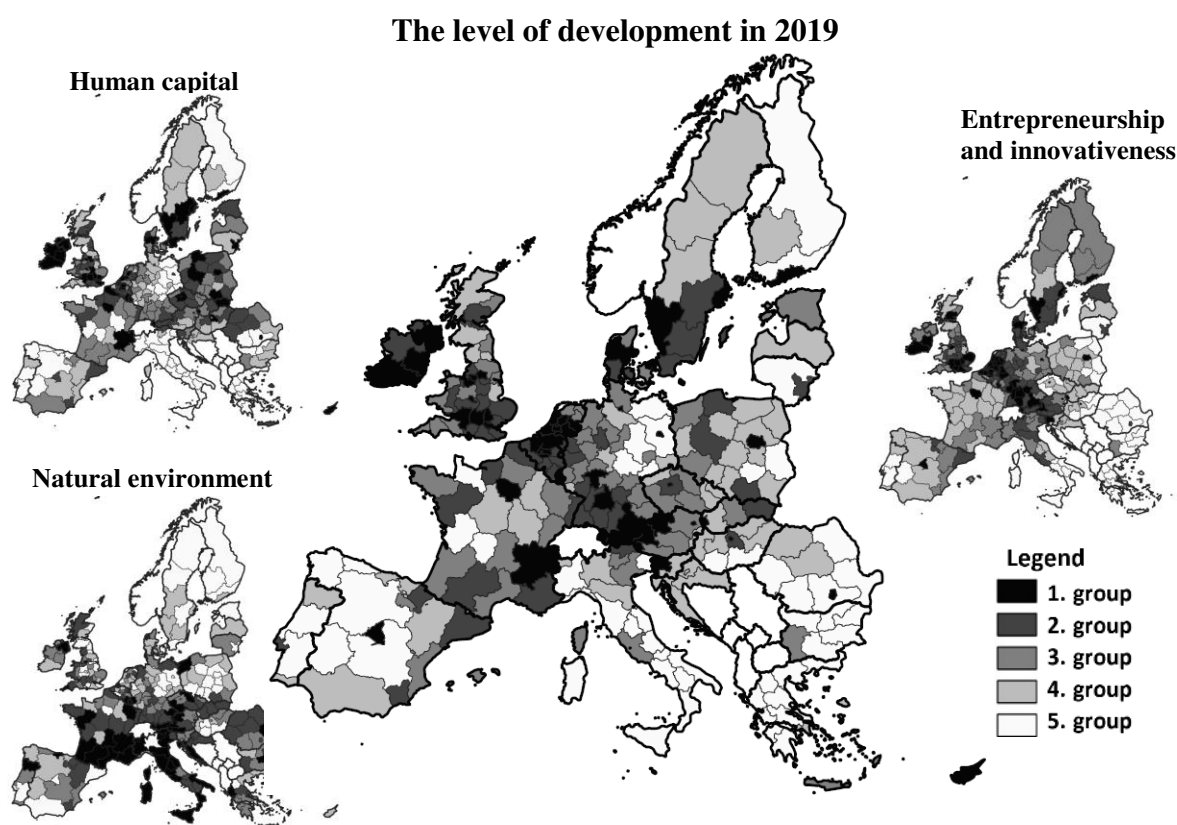 The level of development in 2019
Human capital
Entrepreneurship
and innovativeness
Natural environment
Legend
1. group
2. group
3. group
4. group
5. group